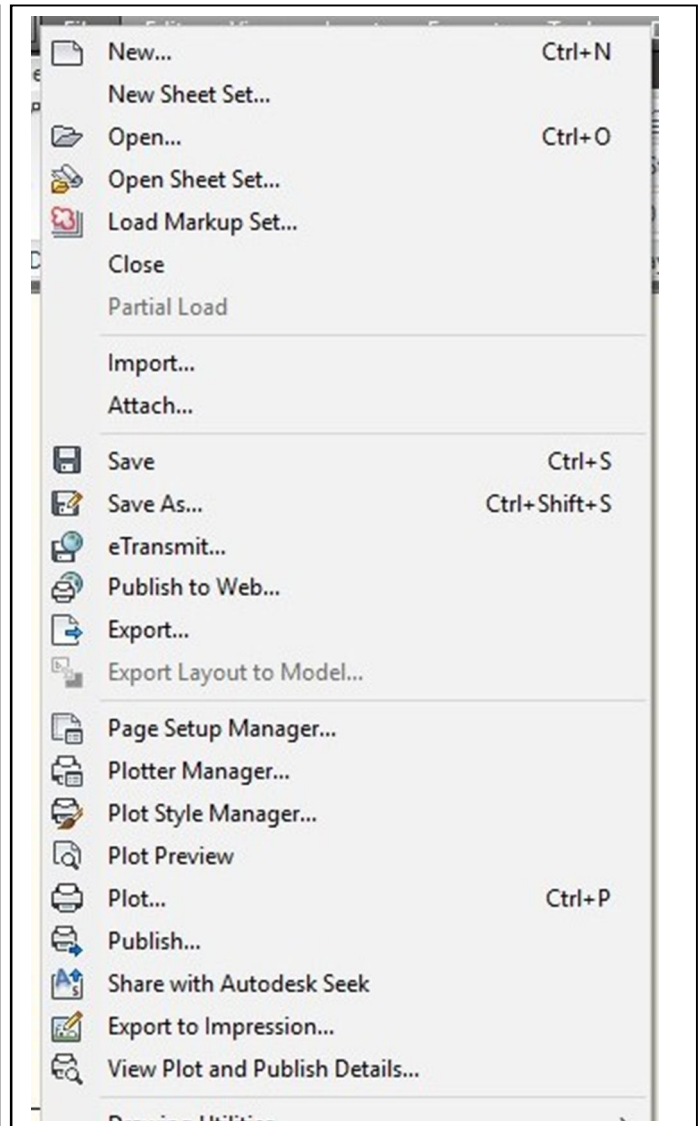 New... Ctrl+N
New Sheet Set...
Open... Ctrl+O
Open Sheet Set...
Load Markup Set...
Close
Partial Load
Import...
Attach...
Save Ctrl+S
Save As... Ctrl+Shift+S
eTransmit...
Publish to Web...
Export...
Export Layout to Model...
Page Setup Manager...
Plotter Manager...
Plot Style Manager...
Plot Preview
Plot... Ctrl+P
Publish...
Share with Autodesk Seek
Export to Impression...
View Plot and Publish Details...